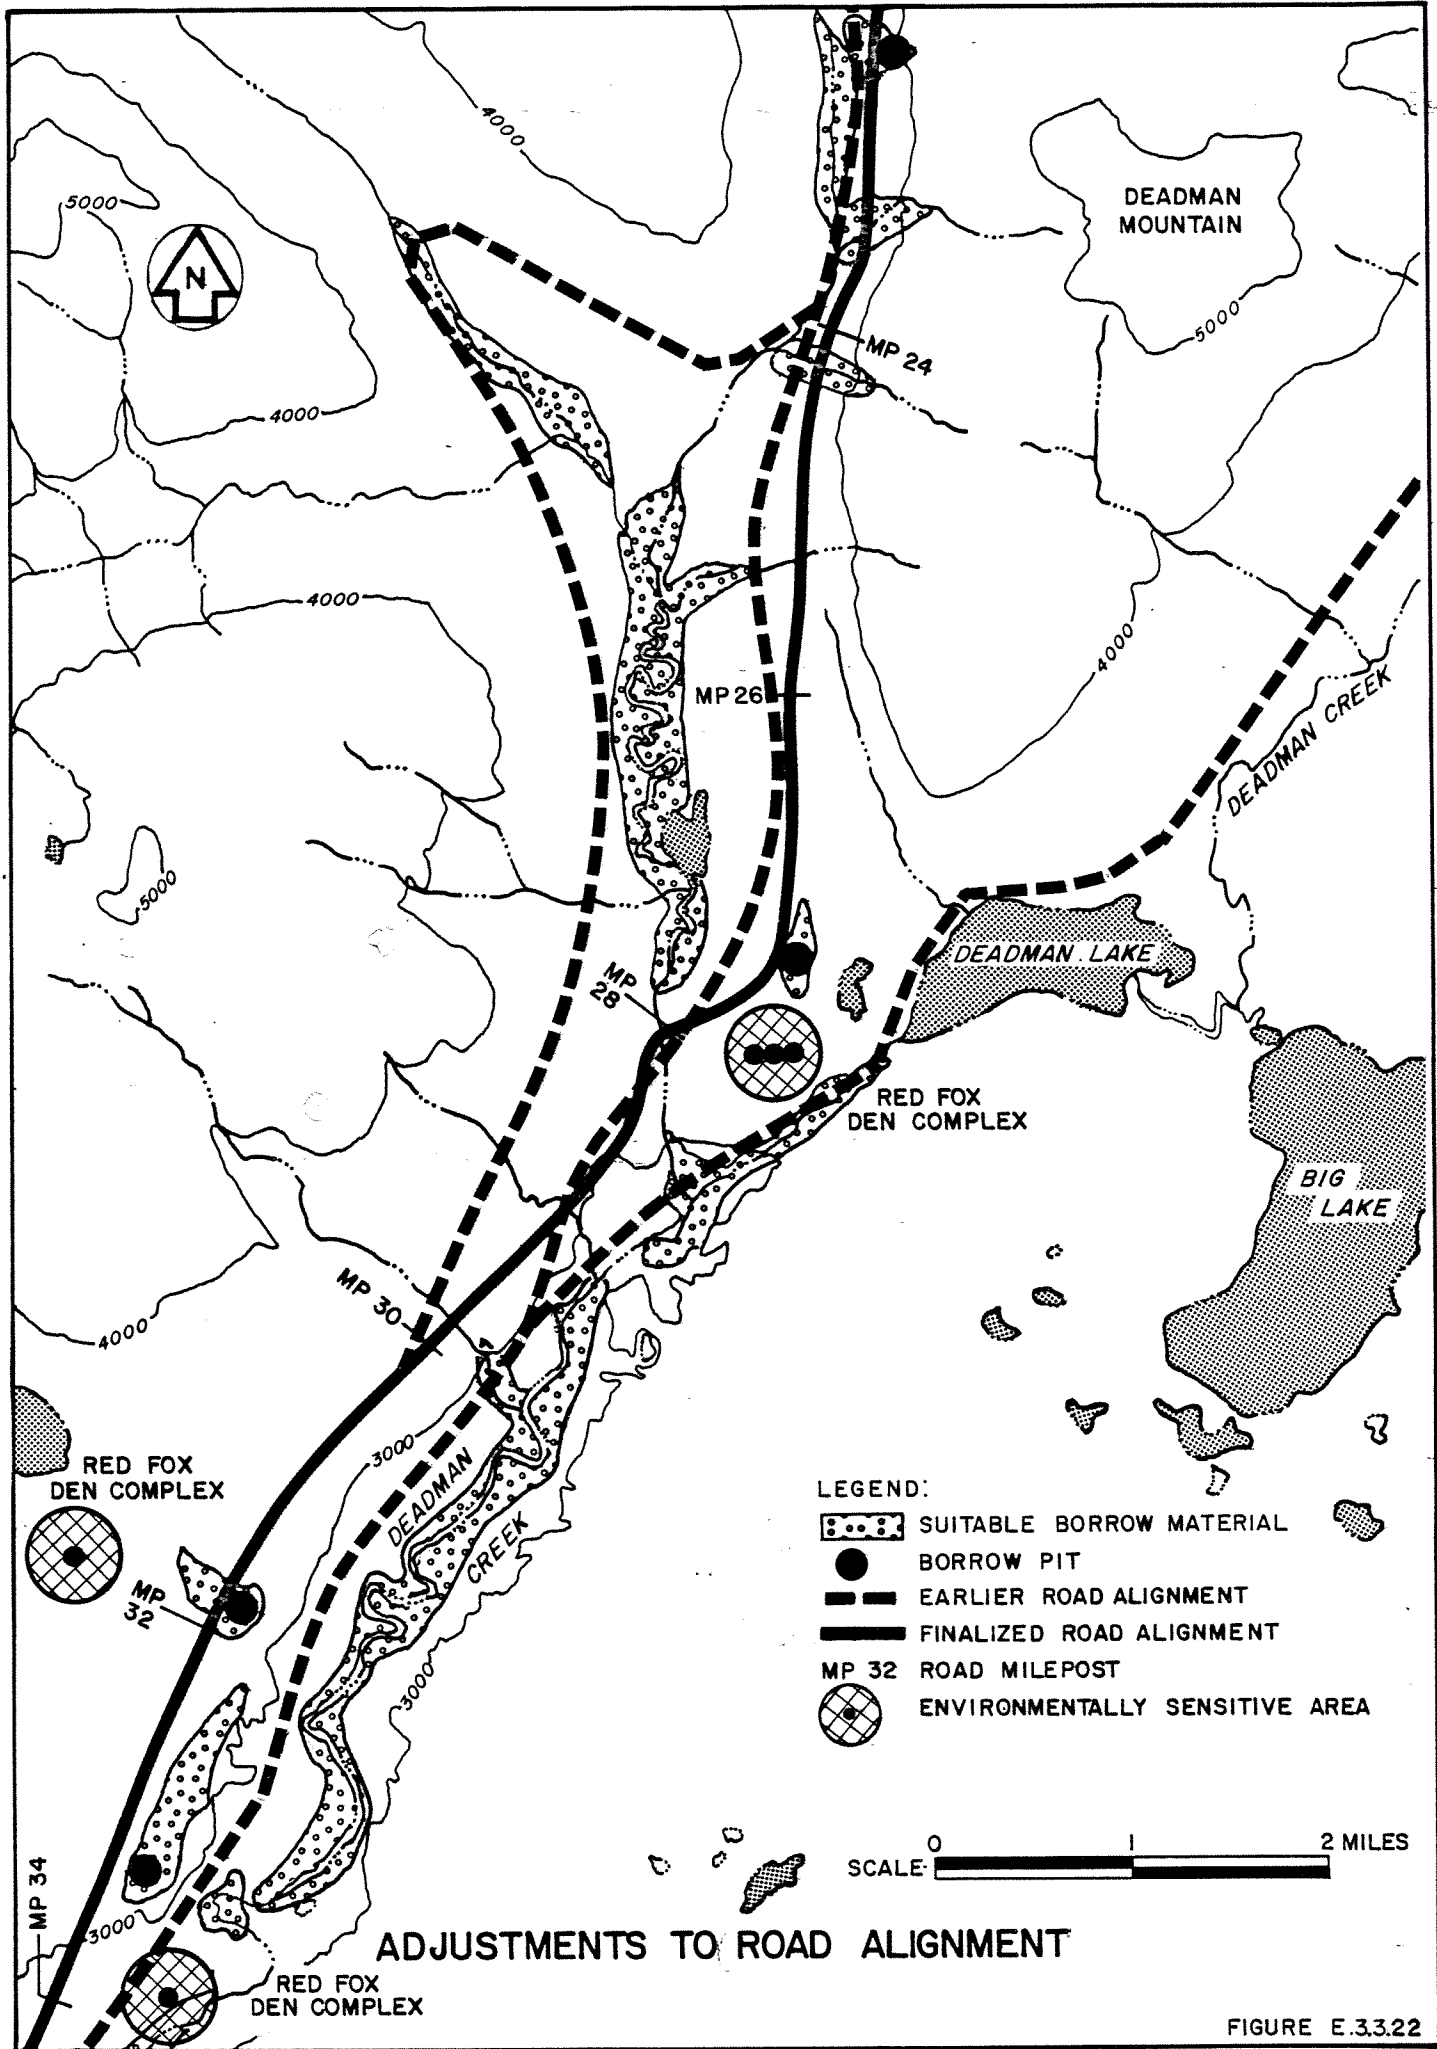 4000
5000
N
DEADMAN
MOUNTAIN
5000
MP 24
4000
4000
4000
MP 26
DEADMAN CREEK
5000
DEADMAN LAKE
MP
28
RED FOX
DEN COMPLEX
BIG
LAKE
MP 30
4000
3000
RED FOX
DEN COMPLEX
DEADMAN
CREEK
MP
32
3000
LEGEND:
SUITABLE BORROW MATERIAL
BORROW PIT
EARLIER ROAD ALIGNMENT
FINALIZED ROAD ALIGNMENT
MP 32 ROAD MILEPOST
ENVIRONMENTALLY SENSITIVE AREA
0 1 2 MILES
SCALE
MP 34
3000
ADJUSTMENTS TO ROAD ALIGNMENT
RED FOX
DEN COMPLEX
FIGURE E.3.3.22